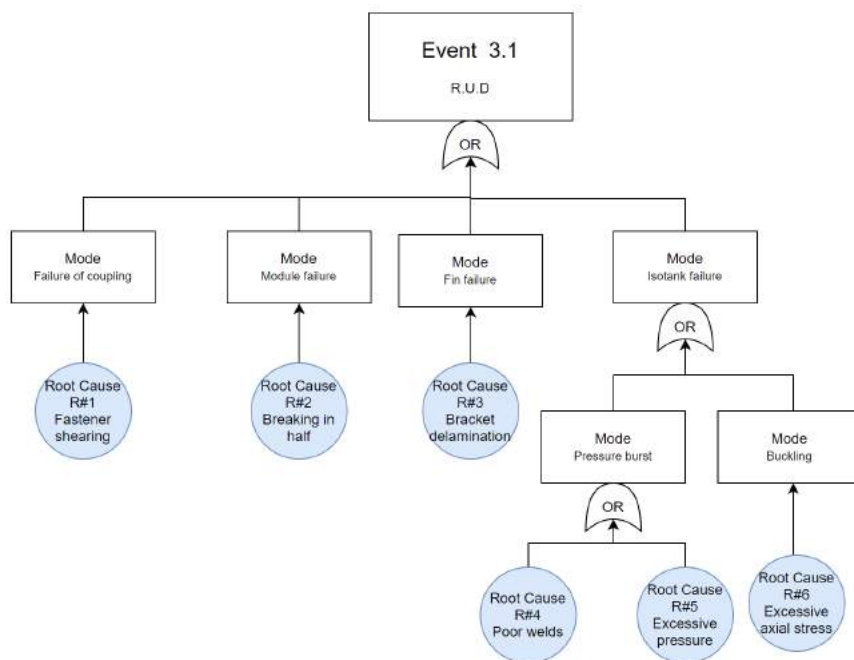 Event 3.1
R.U.D
OR
Mode
Failure of coupling
Mode
Module failure
Mode
Fin failure
Mode
Isotank failure
OR
Root Cause
R#1
Fastener
shearing
Root Cause
R#2
Breaking in
half
Root Cause
R#3
Bracket
delamination
Mode
Pressure burst
Mode
Buckling
OR
Root Cause
R#4
Poor welds
Root Cause
R#5
Excessive
pressure
Root Cause
R#6
Excessive
axial stress